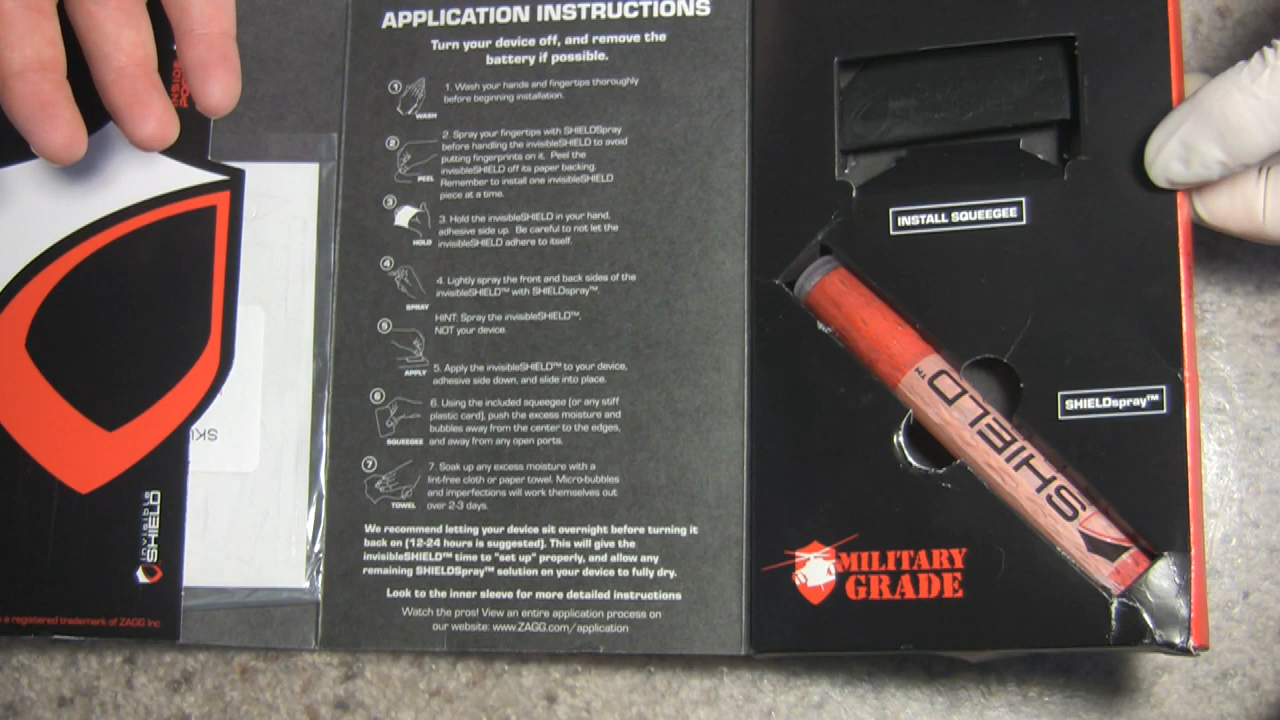 INSIDE
SKU
invisible
SHIELD
a registered trademark of ZAGG Inc
APPLICATION INSTRUCTIONS
Turn your device off, and remove the
battery if possible.
1
WASH
1. Wash your hands and fingertips thoroughly
before beginning installation.
2
PEEL
2. Spray your fingertips with SHIELDSpray
before handling the invisibleSHIELD to avoid
putting fingerprints on it. Peel the
invisibleSHIELD off its paper backing.
Remember to install one invisibleSHIELD
piece at a time.
3
HOLD
3. Hold the invisibleSHIELD in your hand,
adhesive side up. Be careful to not let the
invisibleSHIELD adhere to itself.
4
SPRAY
4. Lightly spray the front and back sides of the
invisibleSHIELD™ with SHIELDspray™.
HINT: Spray the invisibleSHIELD™,
NOT your device.
5
APPLY
5. Apply the invisibleSHIELD™ to your device,
adhesive side down, and slide into place.
6
SQUEEGEE
6. Using the included squeegee (or any stiff
plastic card), push the excess moisture and
bubbles away from the center to the edges,
and away from any open ports.
7
TOWEL
7. Soak up any excess moisture with a
lint-free cloth or paper towel. Micro-bubbles
and imperfections will work themselves out
over 2-3 days.
We recommend letting your device sit overnight before turning it
back on (12-24 hours is suggested). This will give the
invisibleSHIELD™ time to "set up" properly, and allow any
remaining SHIELDSpray™ solution on your device to fully dry.
Look to the inner sleeve for more detailed instructions
Watch the pros! View an entire application process on
our website: www.ZAGG.com/application
INSTALL SQUEEGEE
SHIELDspray™
SHIELD™
MILITARY
GRADE